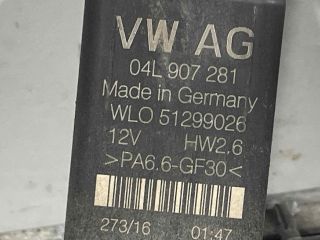 VW AG
04L 907 281
Made in Germany
WLO 51299026
12V HW2.6
>PA6.6-GF30<
273/16 01:47